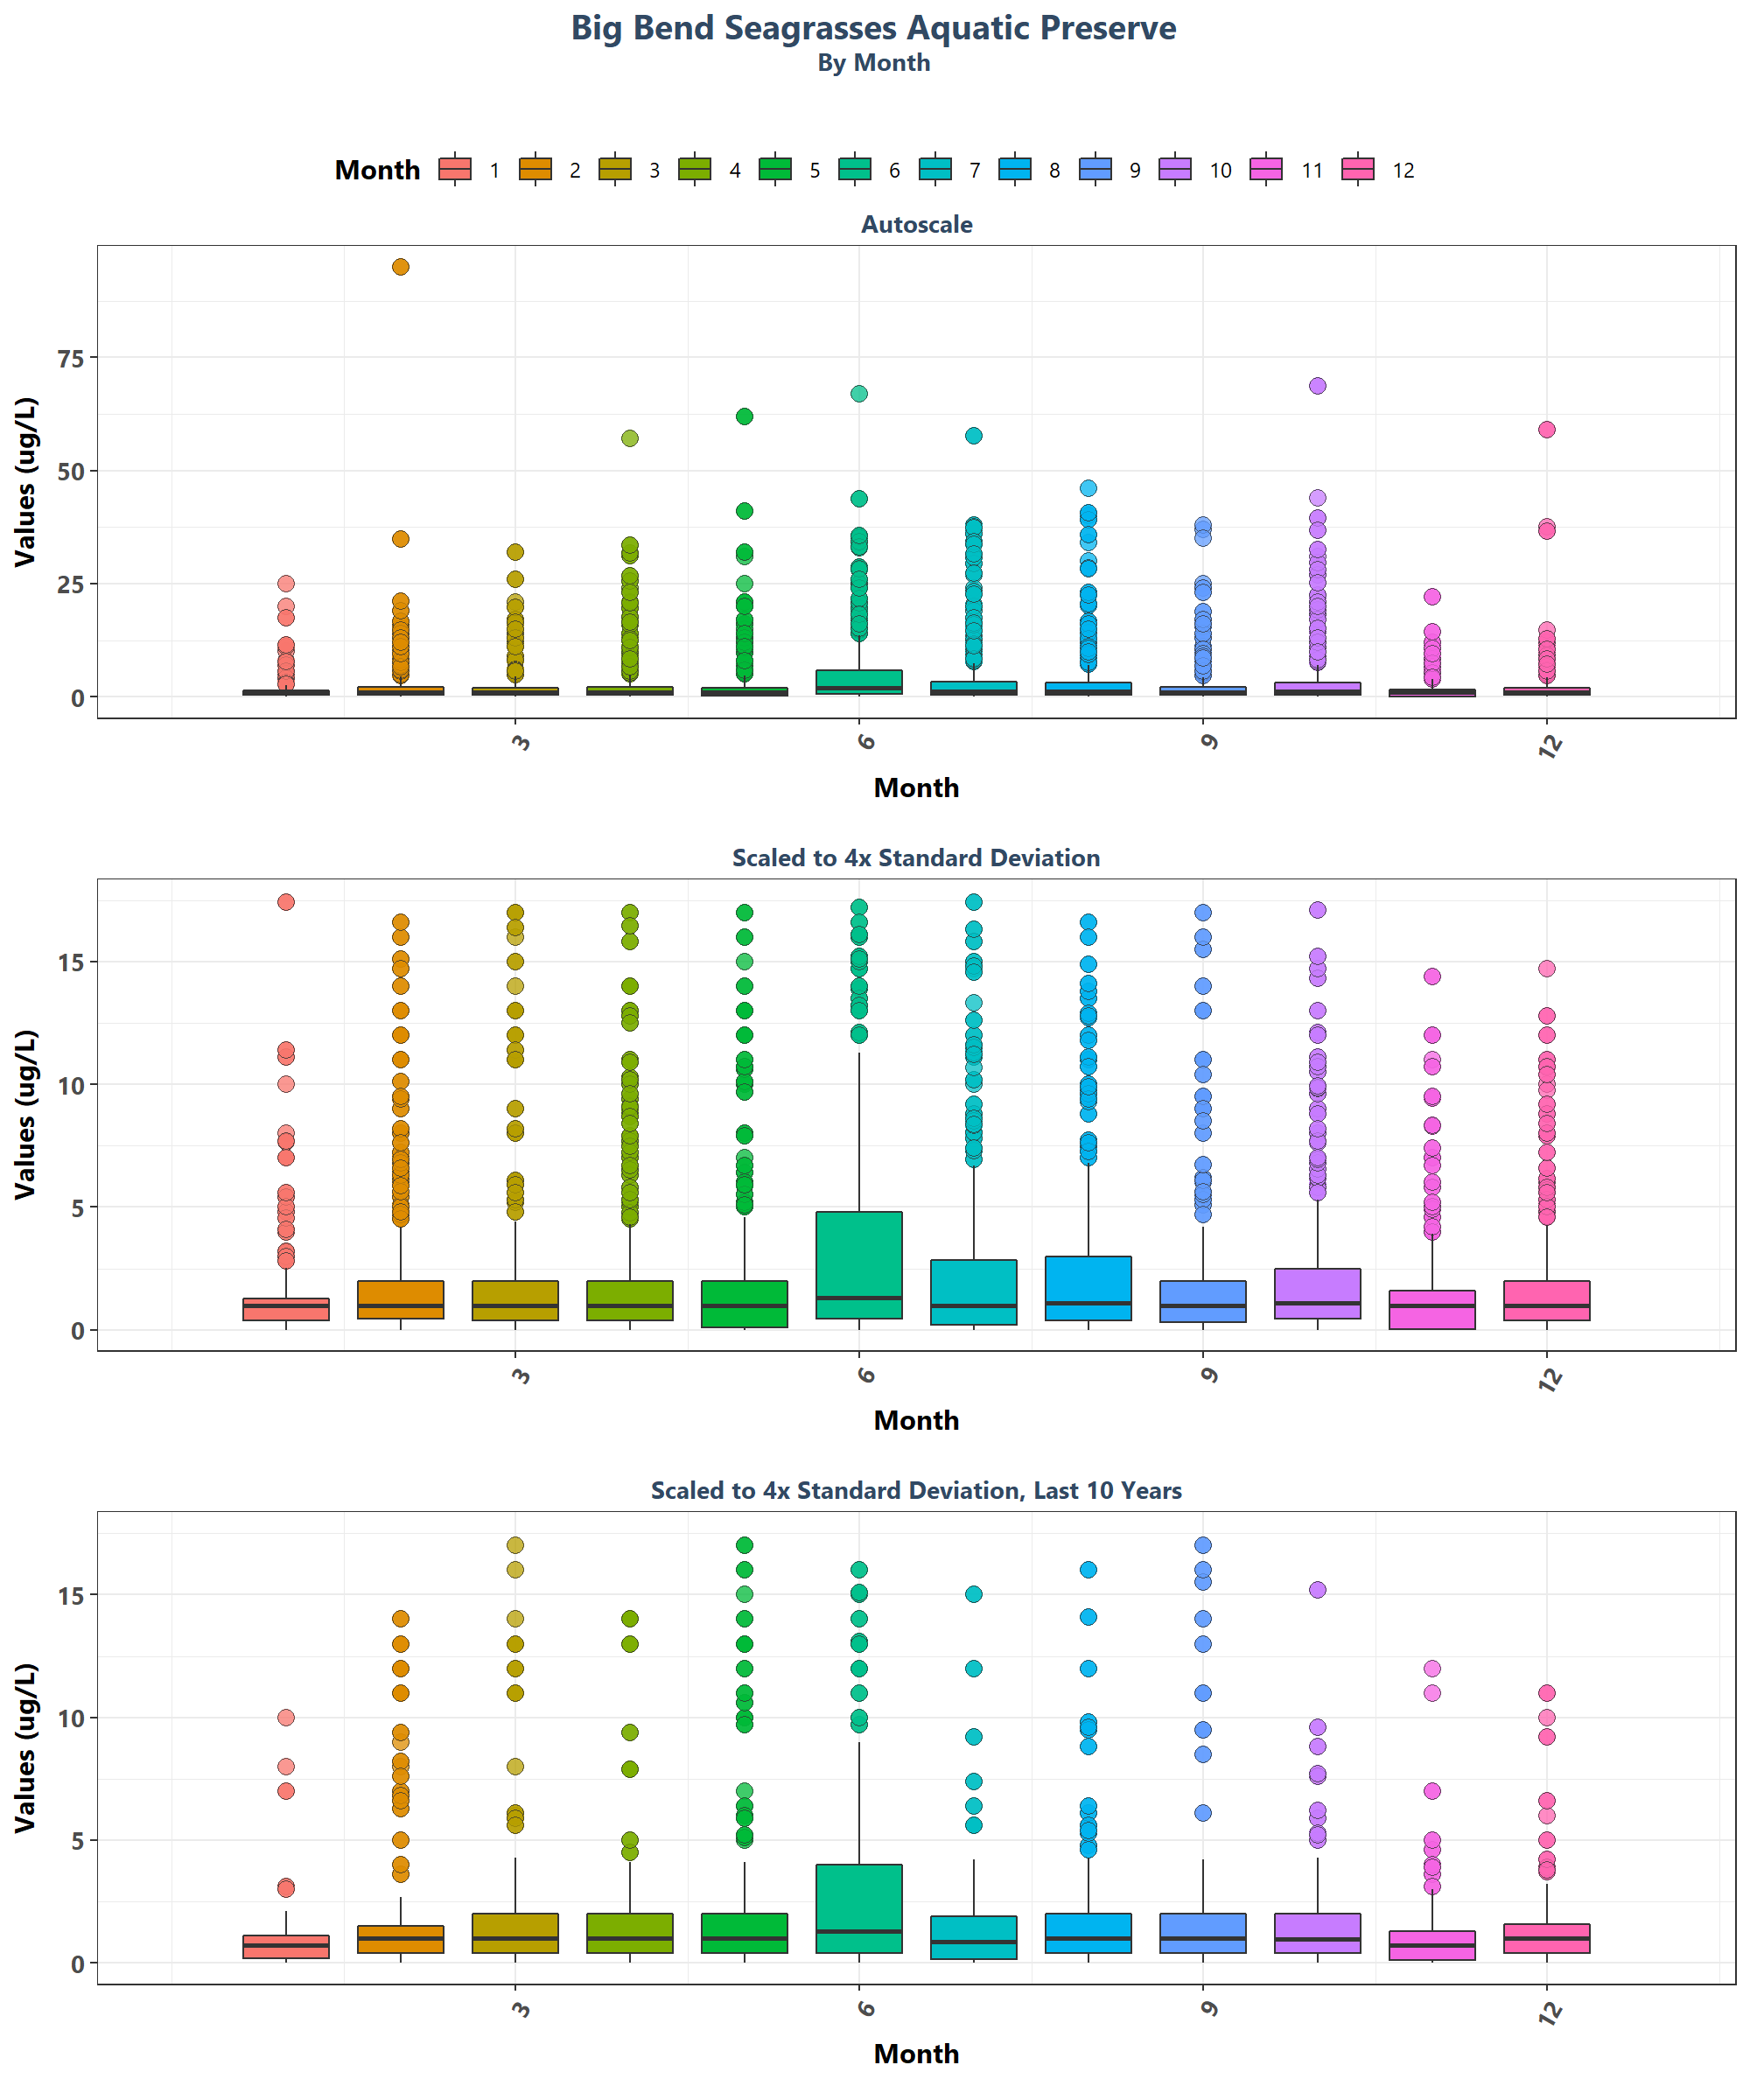 Big Bend Seagrasses Aquatic Preserve
By Month
Month 1 2 3 4 5 6 7 8 9 10 11 12
Autoscale
Values (ug/L)
75
50
25
0
3 6 9 12
Month
Scaled to 4x Standard Deviation
Values (ug/L)
15
10
5
0
3 6 9 12
Month
Scaled to 4x Standard Deviation, Last 10 Years
Values (ug/L)
15
10
5
0
3 6 9 12
Month